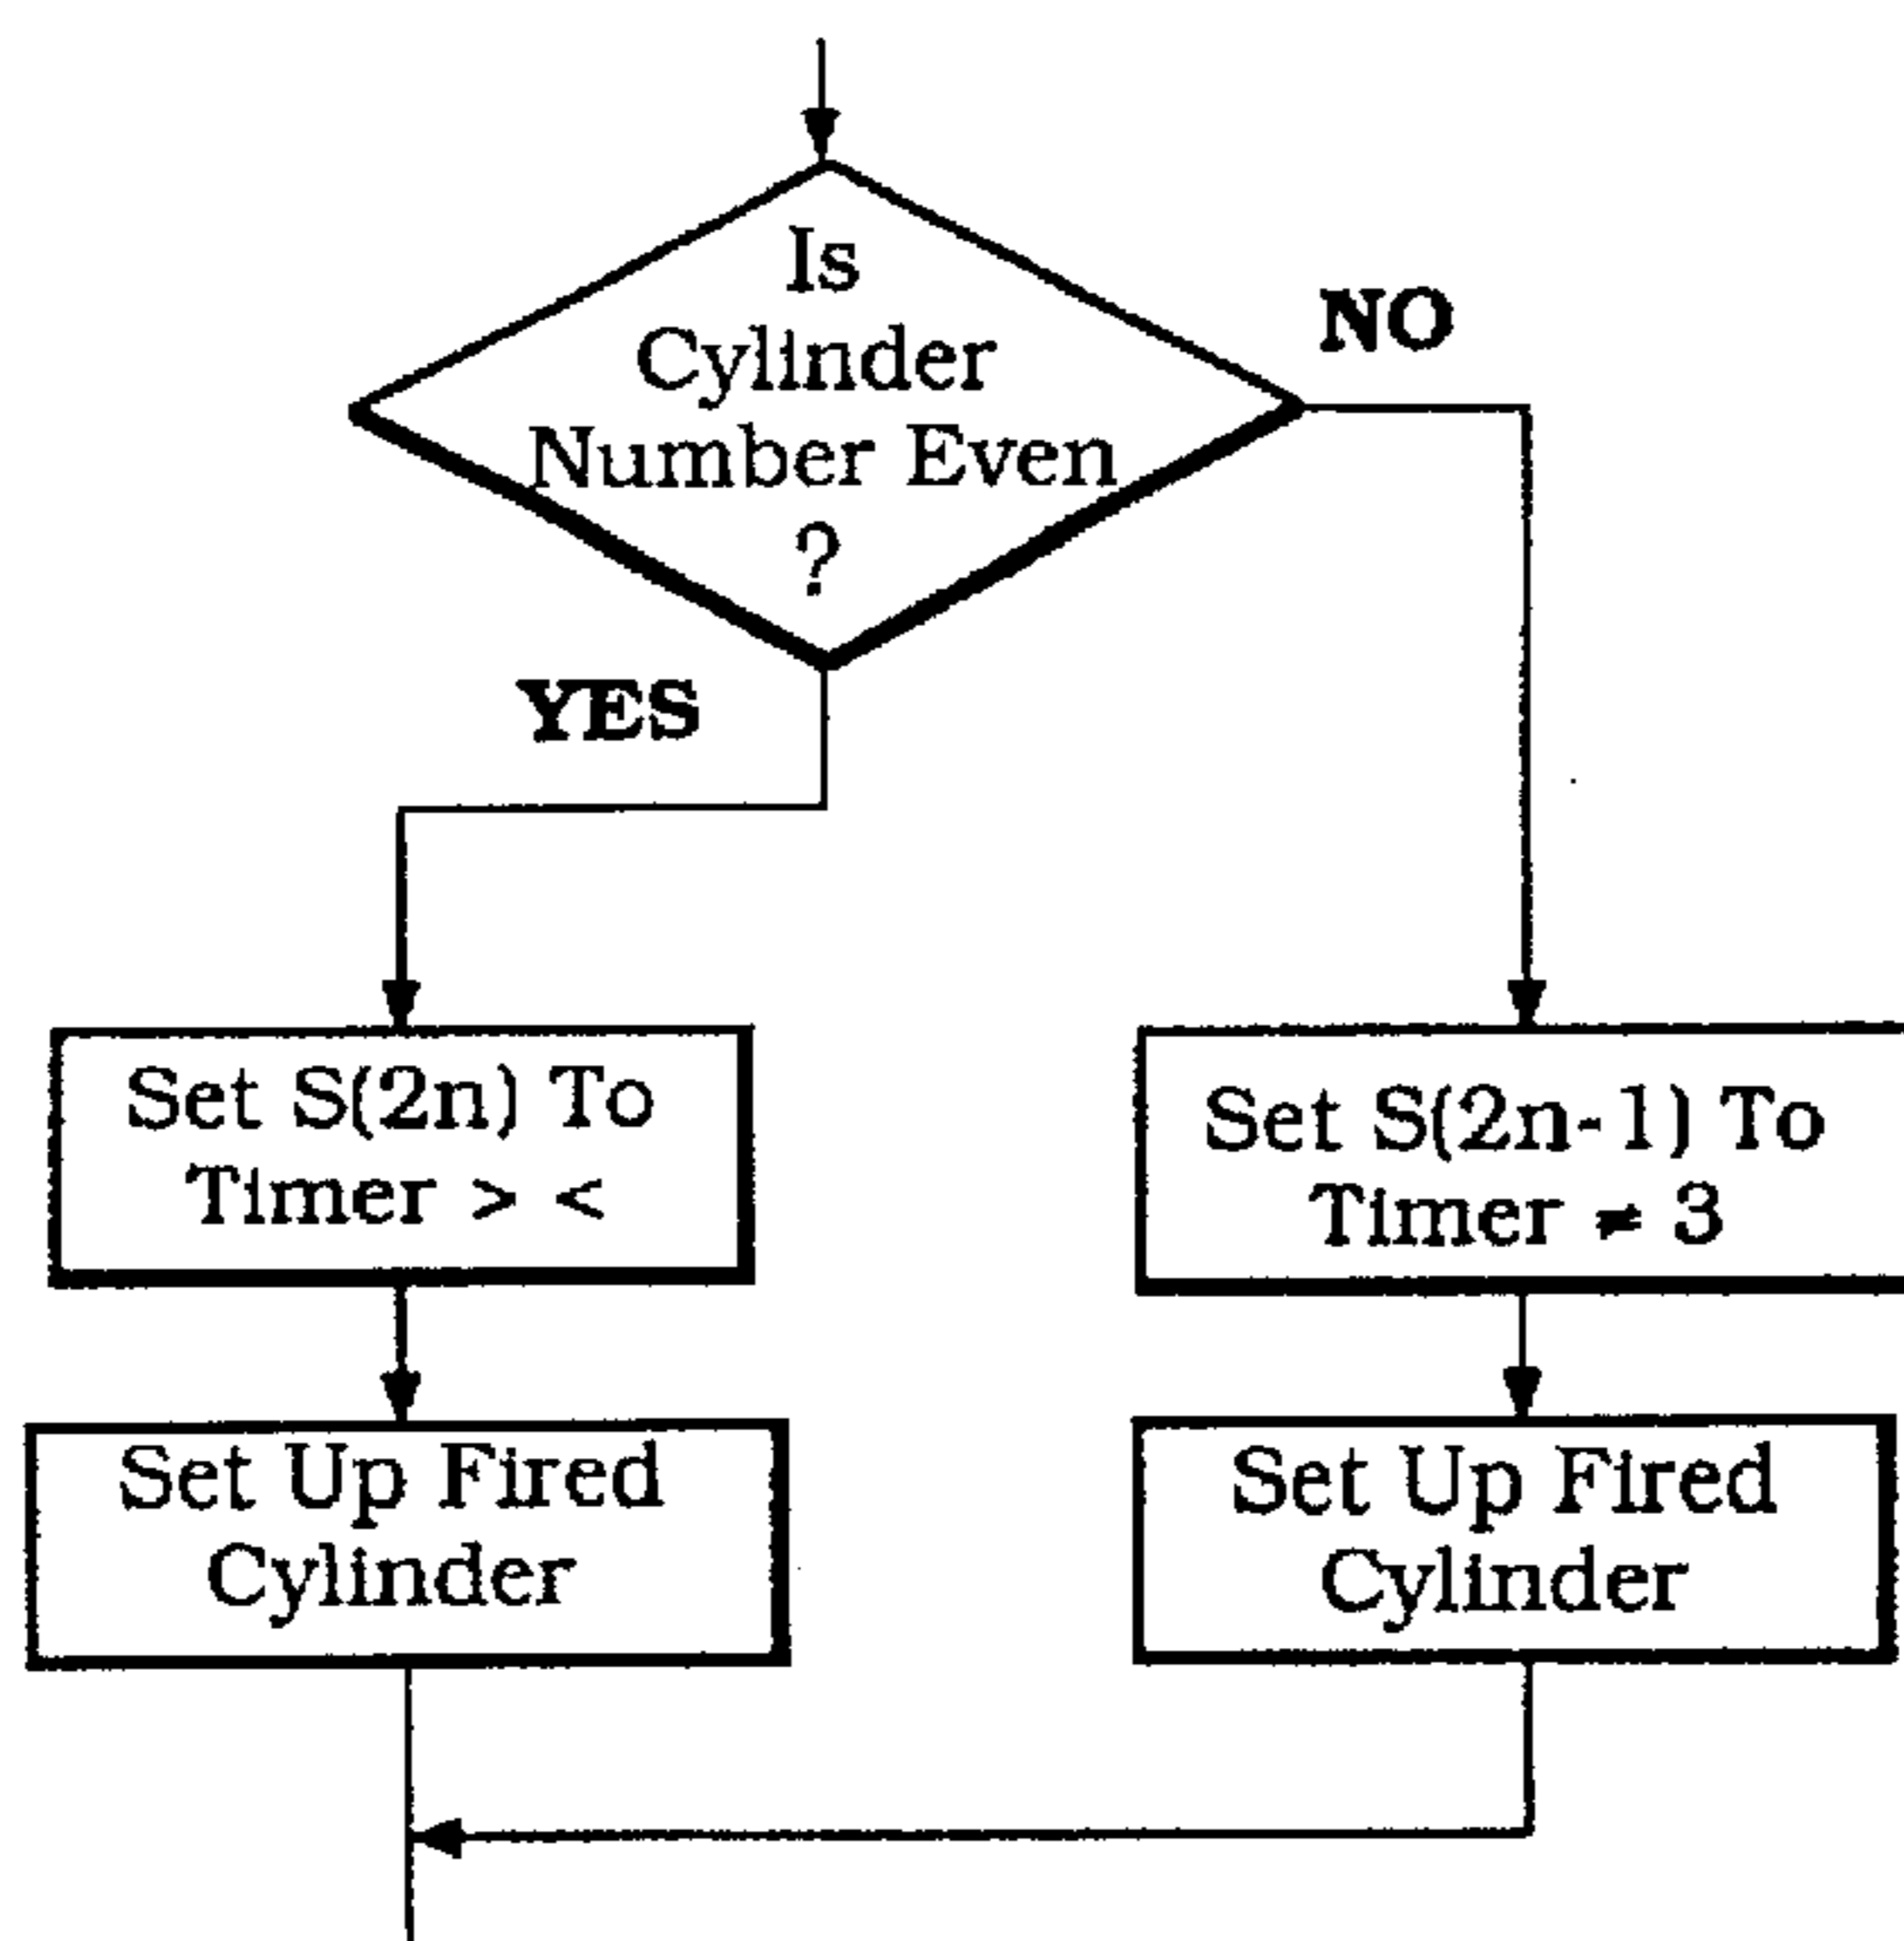 Is
Cylinder
Number Even
?
NO
YES
Set S(2n) To
Timer > <
Set S(2n-1) To
Timer ≠ 3
Set Up Fired
Cylinder
Set Up Fired
Cylinder